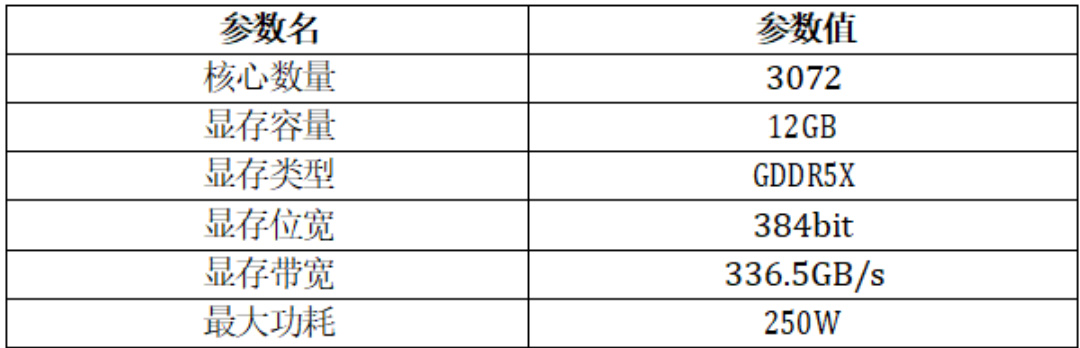 参数名 参数值
核心数量 3072
显存容量 12GB
显存类型 GDDR5X
显存位宽 384bit
显存带宽 336.5GB/s
最大功耗 250W